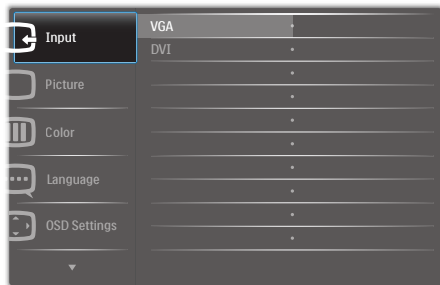 Input
Picture
Color
Language
OSD Settings
VGA
DVI